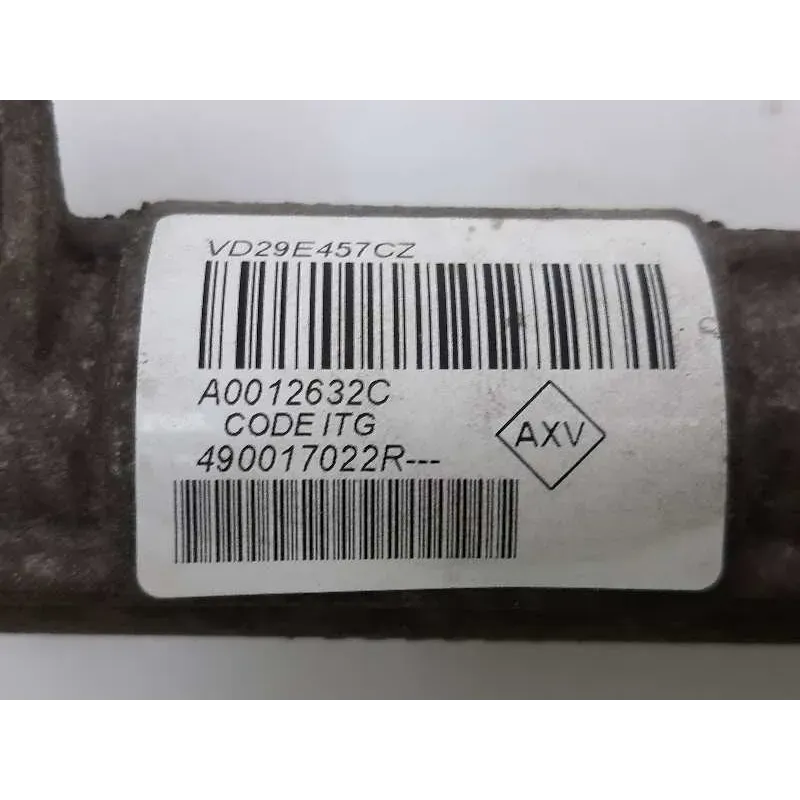 VD29E457CZ
A0012632C
CODE ITG
490017022R---
AXV